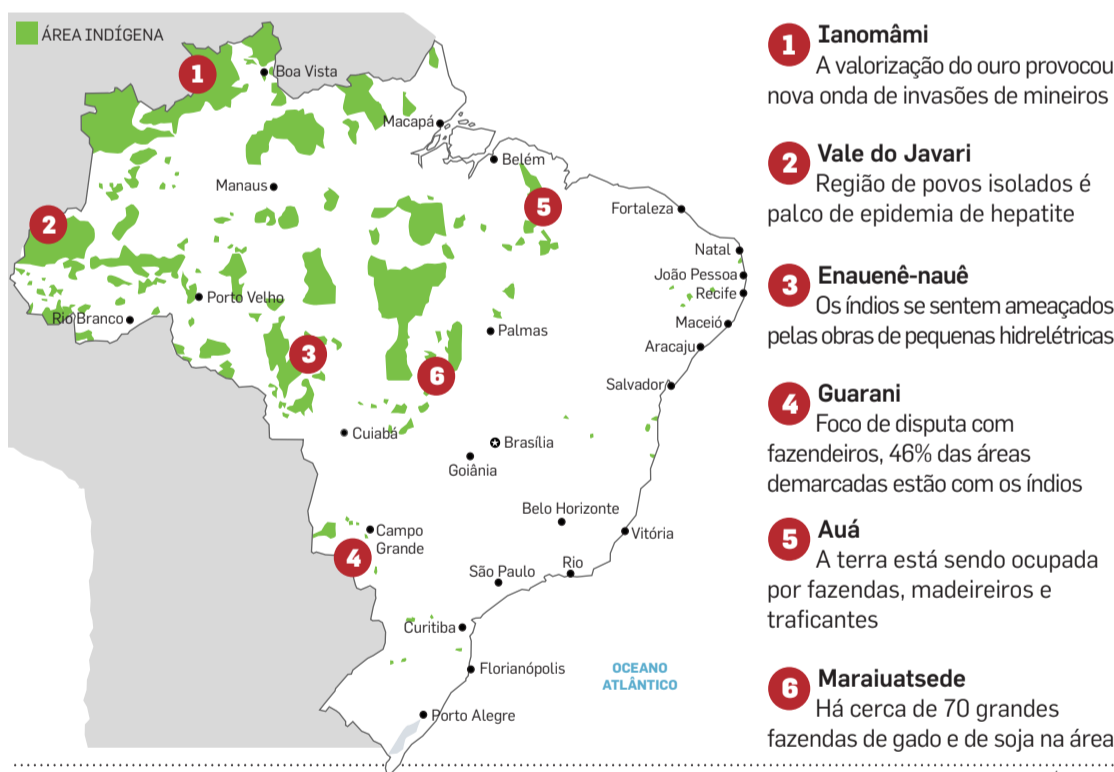 ÁREA INDÍGENA
1
Boa Vista
Macapá
Belém
Manaus
5
Fortaleza
2
Natal
João Pessoa
Recife
Porto Velho
Rio Branco
Maceió
Palmas
3
Aracaju
6
Salvador
Cuiabá
Brasília
Goiânia
Belo Horizonte
Campo
Grande
Vitória
4
São Paulo
Rio
Curitiba
Florianópolis
OCEANO
ATLÂNTICO
Porto Alegre
1 Ianomâmi
A valorização do ouro provocou
nova onda de invasões de mineiros
2 Vale do Javari
Região de povos isolados é
palco de epidemia de hepatite
3 Enauenê-nauê
Os índios se sentem ameaçados
pelas obras de pequenas hidrelétricas
4 Guarani
Foco de disputa com
fazendeiros, 46% das áreas
demarcadas estão com os índios
5 Auá
A terra está sendo ocupada
por fazendas, madeireiros e
traficantes
6 Maraiuatsede
Há cerca de 70 grandes
fazendas de gado e de soja na área